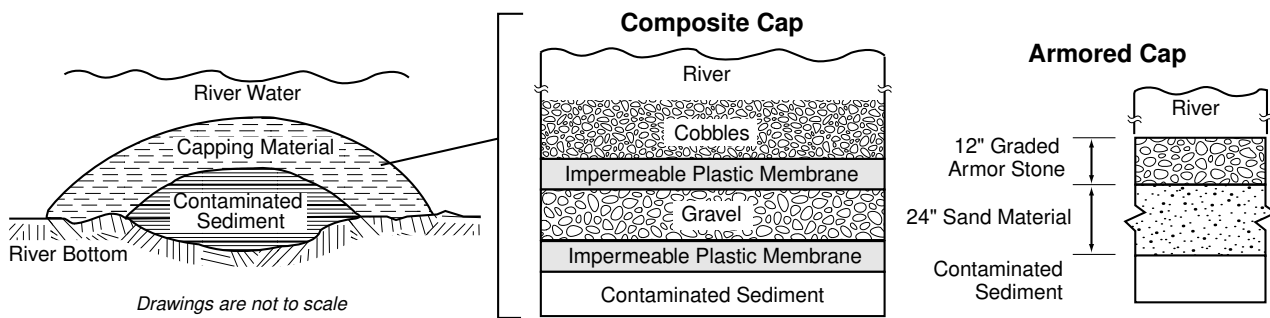 River Water
Capping Material
Contaminated
Sediment
River Bottom
Drawings are not to scale
Composite Cap
River
Cobbles
Impermeable Plastic Membrane
Gravel
Impermeable Plastic Membrane
Contaminated Sediment
Armored Cap
River
12" Graded
Armor Stone
24" Sand Material
Contaminated
Sediment